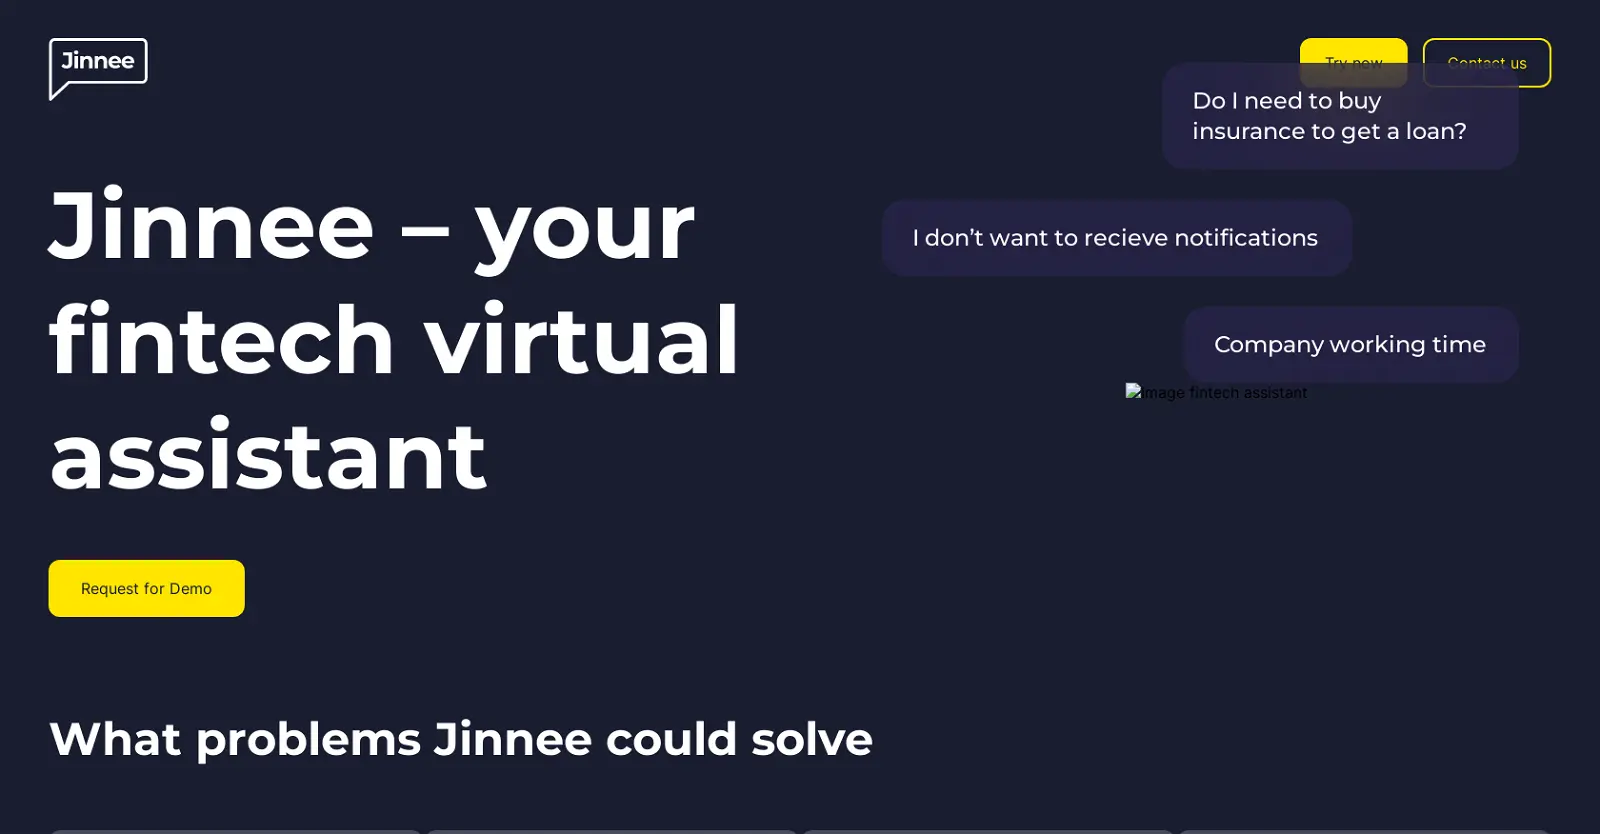 Jinnee
Try now
Contact us
Do I need to buy
insurance to get a loan?
I don’t want to recieve notifications
Company working time
image fintech assistant
Jinnee – your
fintech virtual
assistant
Request for Demo
What problems Jinnee could solve